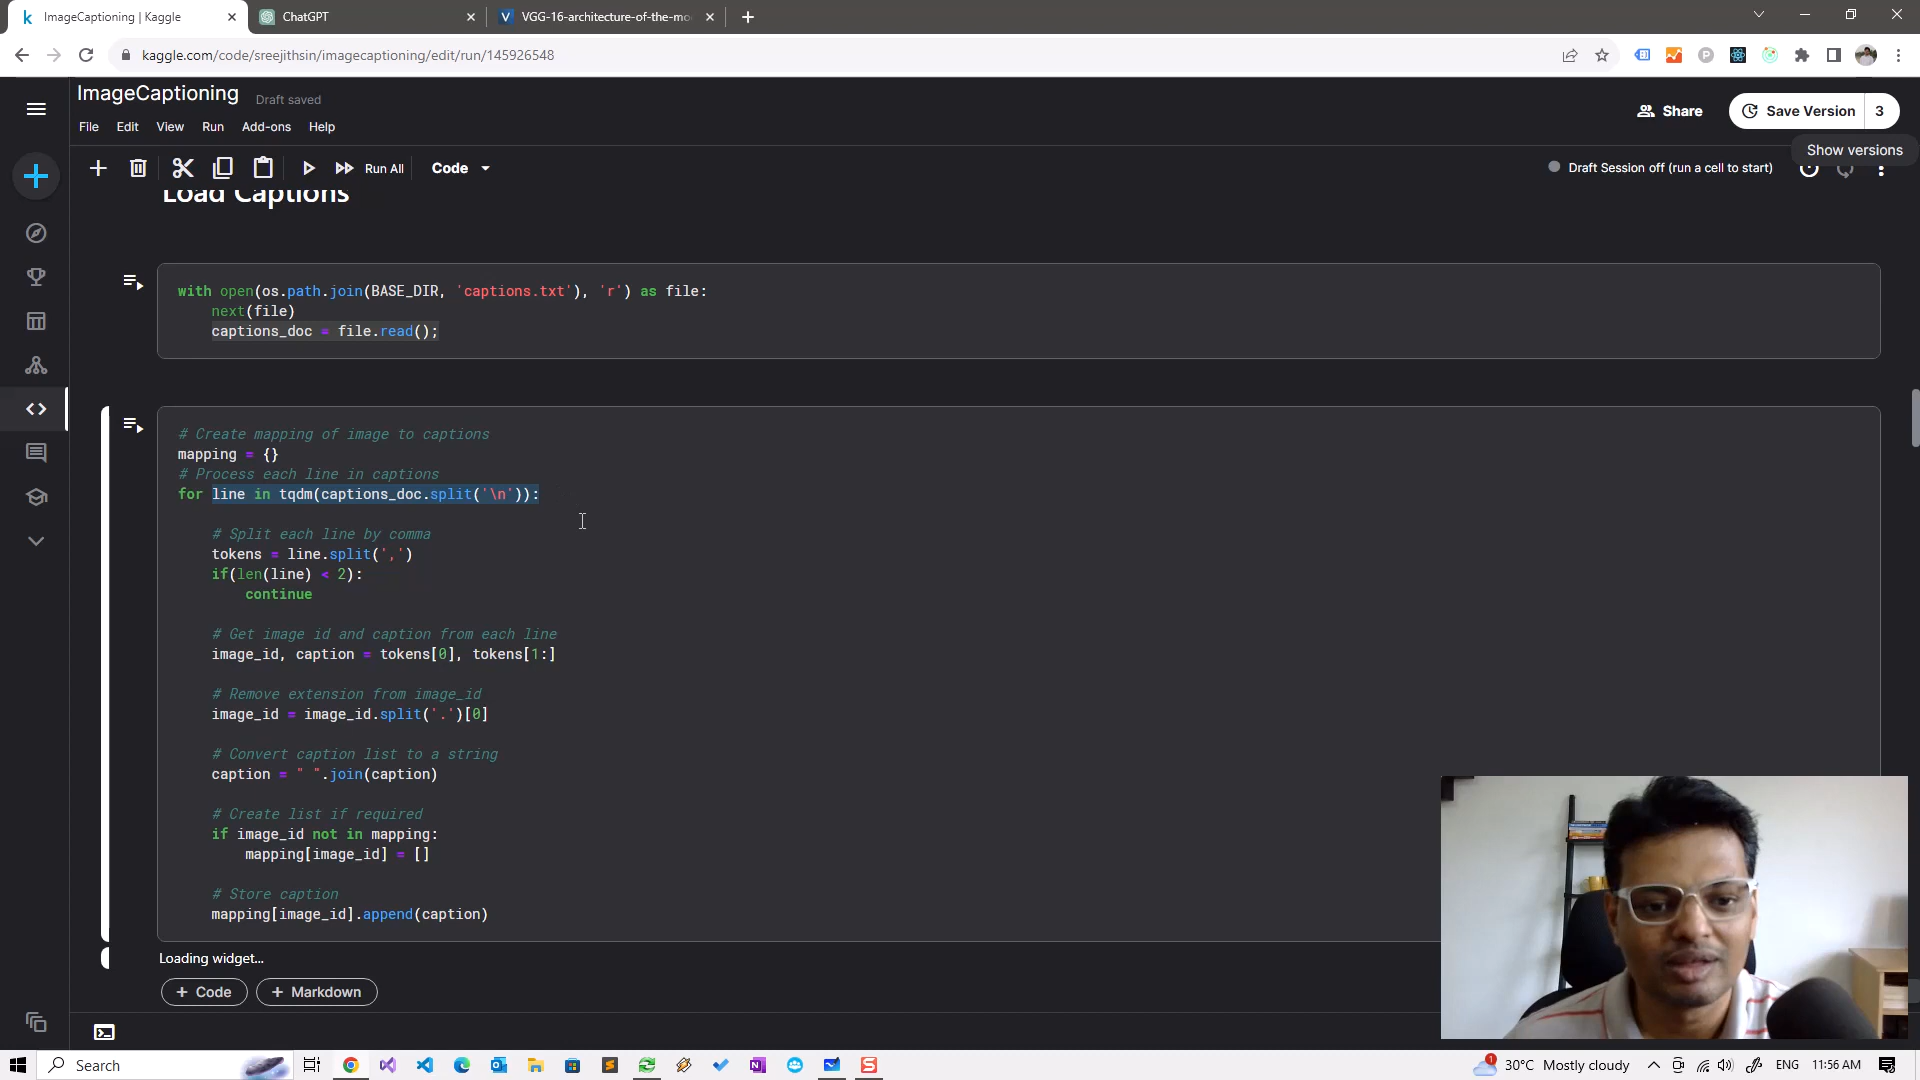 ImageCaptioning | Kaggle
ChatGPT
VGG-16-architecture-of-the-mo
kaggle.com/code/sreejithsin/imagecaptioning/edit/run/145926548
ImageCaptioning
Draft saved
File Edit View Run Add-ons Help
Share
Save Version 3
Show versions
Run All
Code
Draft Session off (run a cell to start)
Load Captions
with open(os.path.join(BASE_DIR, 'captions.txt'), 'r') as file:
next(file)
captions_doc = file.read();
# Create mapping of image to captions
mapping = {}
# Process each line in captions
for line in tqdm(captions_doc.split('\n')):
# Split each line by comma
tokens = line.split(',')
if(len(line) < 2):
continue
# Get image id and caption from each line
image_id, caption = tokens[0], tokens[1:]
# Remove extension from image_id
image_id = image_id.split('.')[0]
# Convert caption list to a string
caption = " ".join(caption)
# Create list if required
if image_id not in mapping:
mapping[image_id] = []
# Store caption
mapping[image_id].append(caption)
Loading widget...
+ Code
+ Markdown
Search
1
30°C Mostly cloudy
ENG
11:56 AM